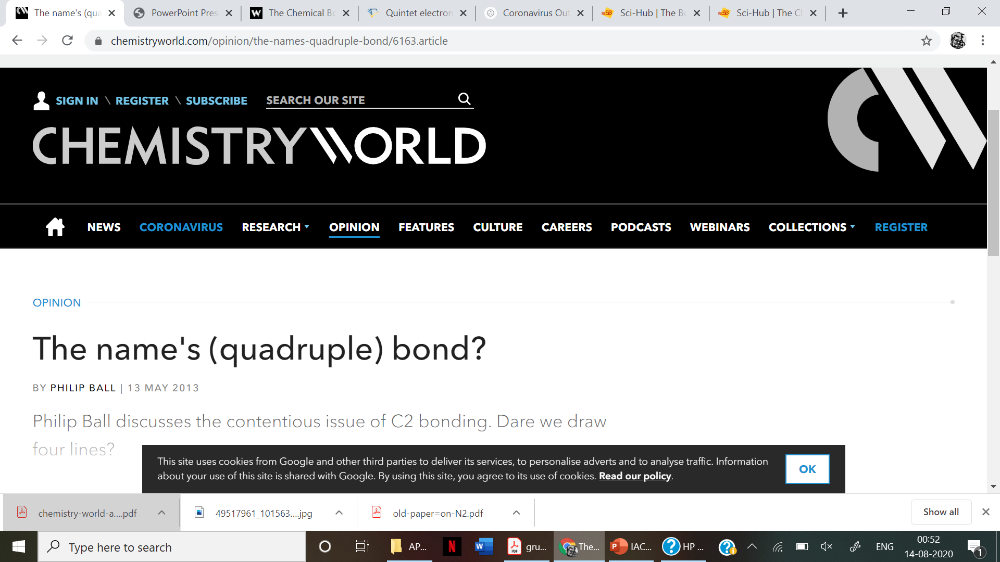 The name's (qua
PowerPoint Pres
The Chemical Bo
Quintet electron
Coronavirus Out
Sci-Hub | The Bo
Sci-Hub | The Ch
chemistryworld.com/opinion/the-names-quadruple-bond/6163.article
SIGN IN \ REGISTER \ SUBSCRIBE
SEARCH OUR SITE
CHEMISTRY WORLD
NEWS CORONAVIRUS RESEARCH OPINION FEATURES CULTURE CAREERS PODCASTS WEBINARS COLLECTIONS REGISTER
OPINION
The name's (quadruple) bond?
BY PHILIP BALL | 13 MAY 2013
Philip Ball discusses the contentious issue of C2 bonding. Dare we draw
four lines?
This site uses cookies from Google and other third parties to deliver its services, to personalise adverts and to analyse traffic. Information
about your use of this site is shared with Google. By using this site, you agree to its use of cookies. Read our policy.
OK
chemistry-world-a....pdf
49517961_101563....jpg
old-paper=on-N2.pdf
Show all
Type here to search
AP...
gru...
The...
IAC...
HP ...
ENG
00:52
14-08-2020
1